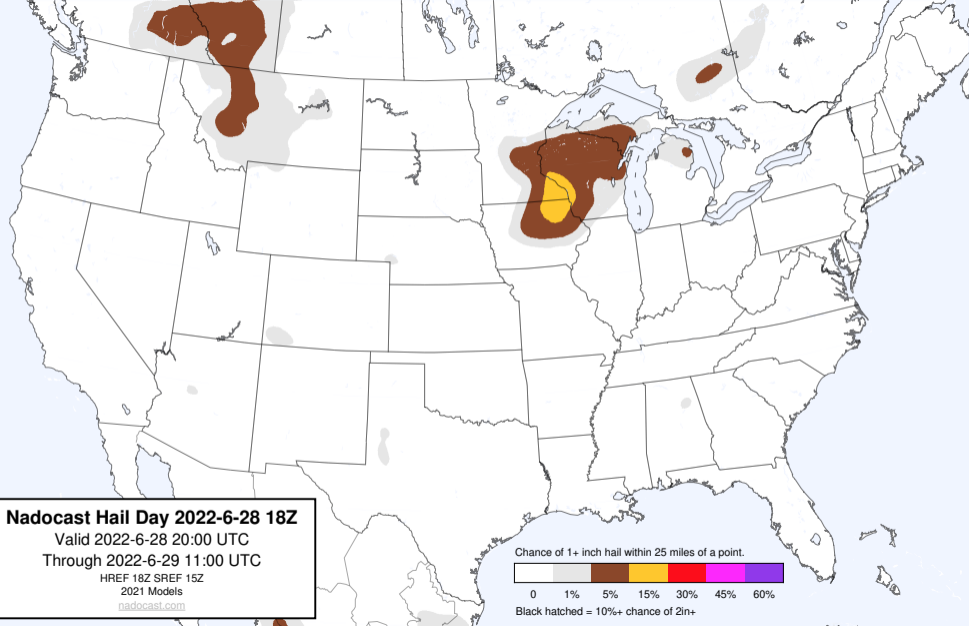 Nadocast Hail Day 2022-6-28 18Z
Valid 2022-6-28 20:00 UTC
Through 2022-6-29 11:00 UTC
HREF 18Z SREF 15Z
2021 Models
nadocast.com
Chance of 1+ inch hail within 25 miles of a point.
0 1% 5% 15% 30% 45% 60%
Black hatched = 10%+ chance of 2in+